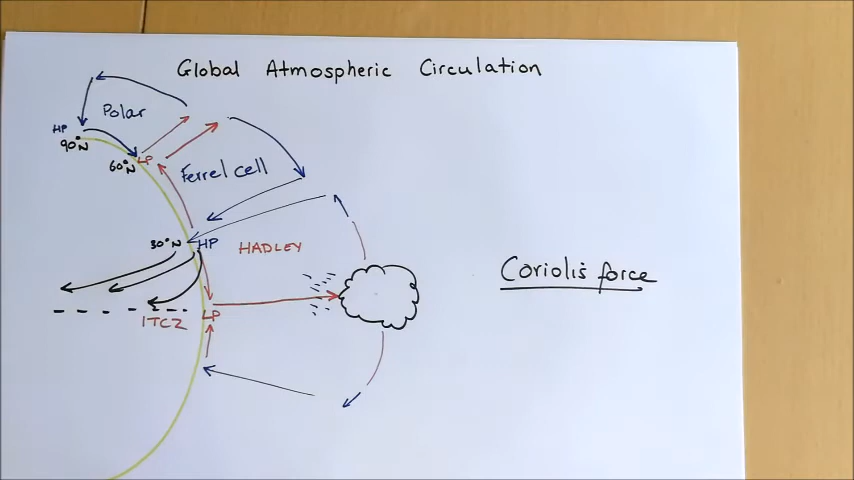 Global Atmospheric Circulation
Polar
HP
90°N
60°N LP
Ferrel cell
30°N HP
HADLEY
Coriolis force
ITCZ LP